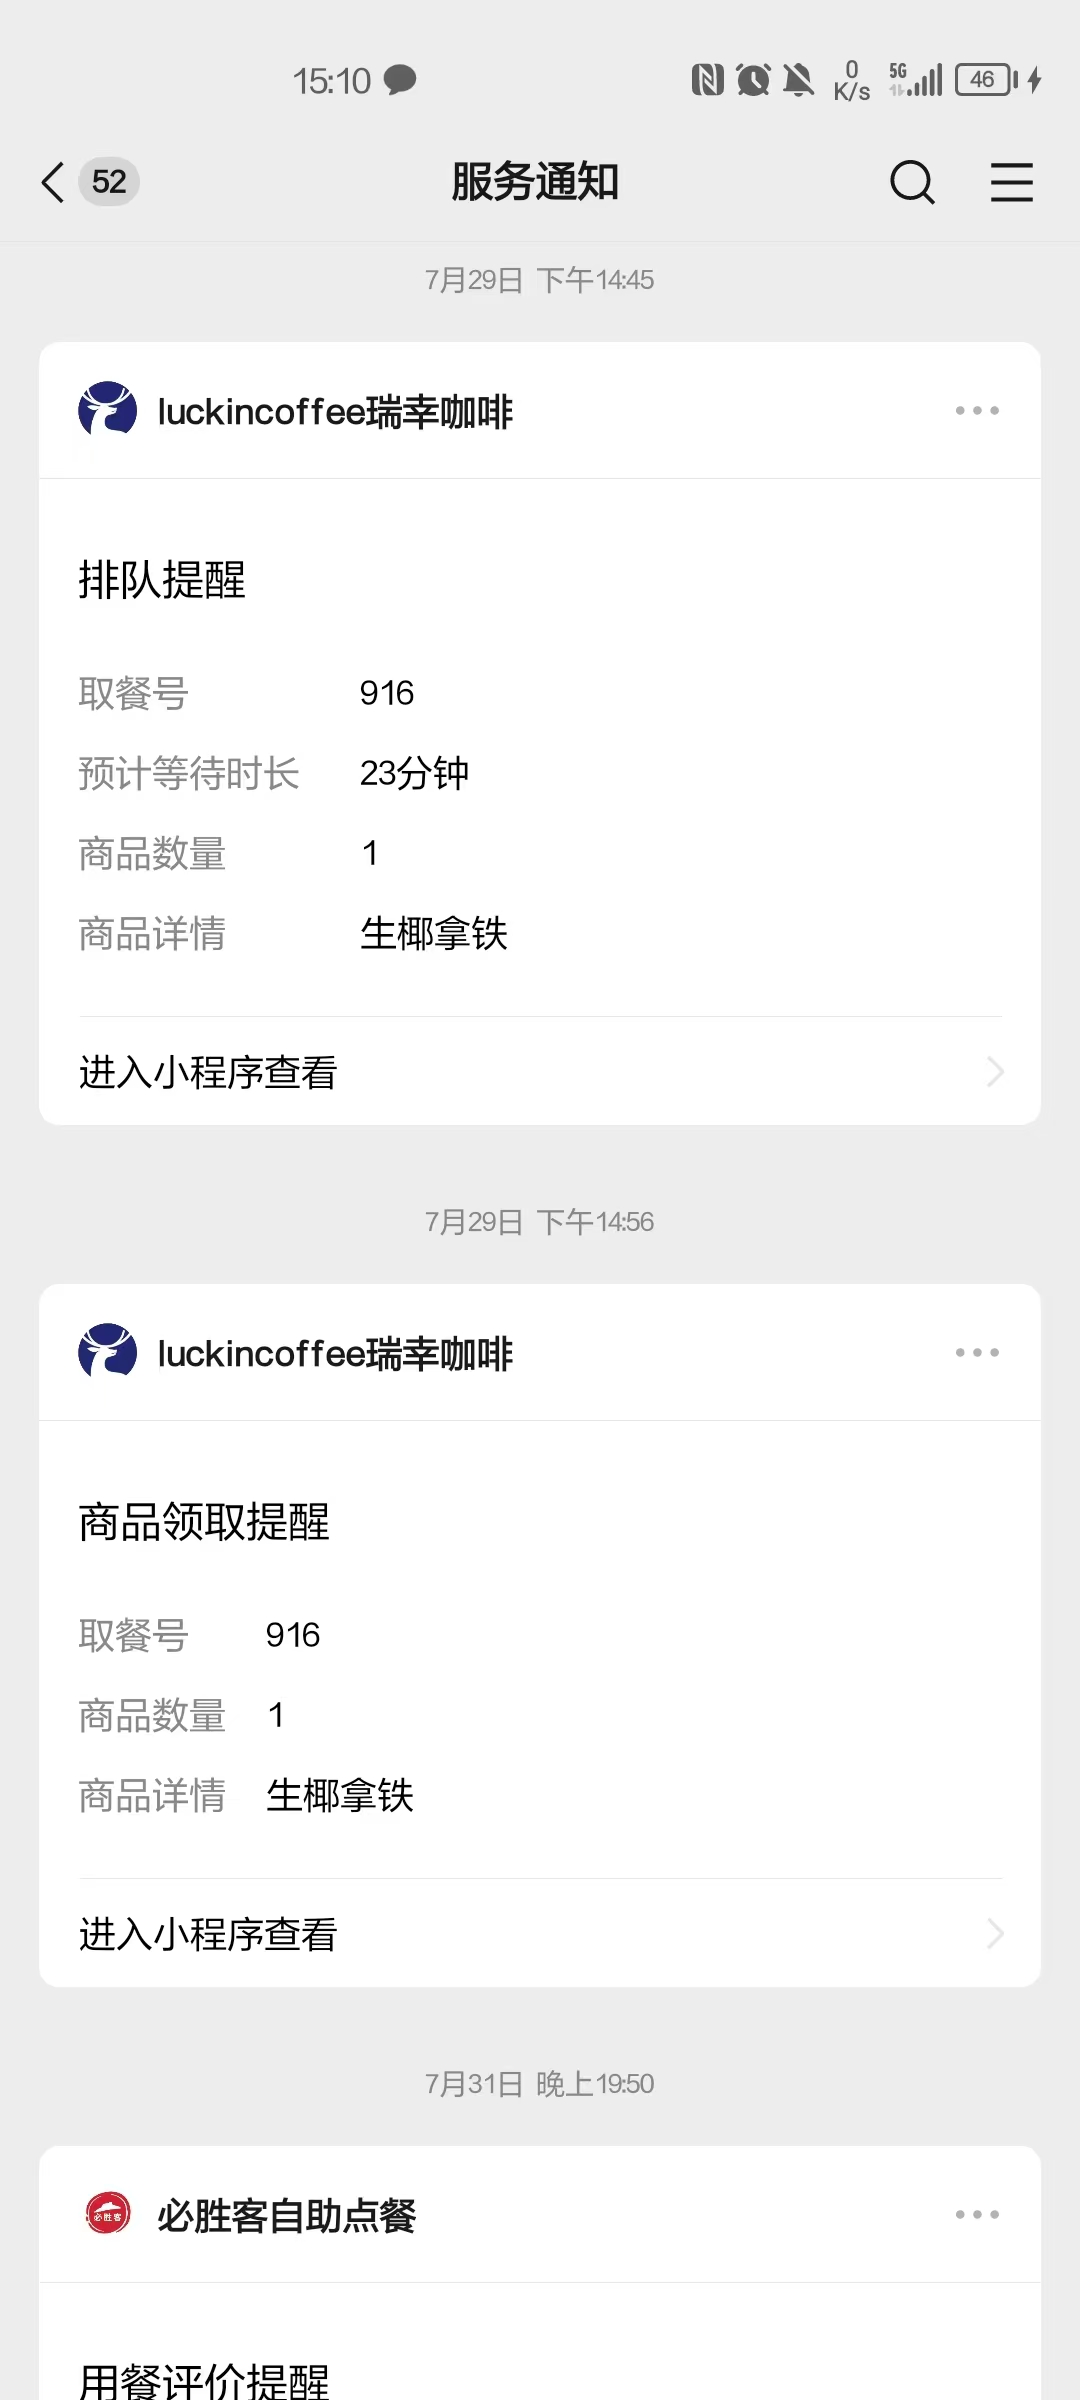 15:10
0 K/s 5G 46
52 服务通知
7月29日 下午14:45
luckincoffee瑞幸咖啡
排队提醒
取餐号 916
预计等待时长 23分钟
商品数量 1
商品详情 生椰拿铁
进入小程序查看
7月29日 下午14:56
luckincoffee瑞幸咖啡
商品领取提醒
取餐号 916
商品数量 1
商品详情 生椰拿铁
进入小程序查看
7月31日 晚上19:50
必胜客 必胜客自助点餐
用餐评价提醒